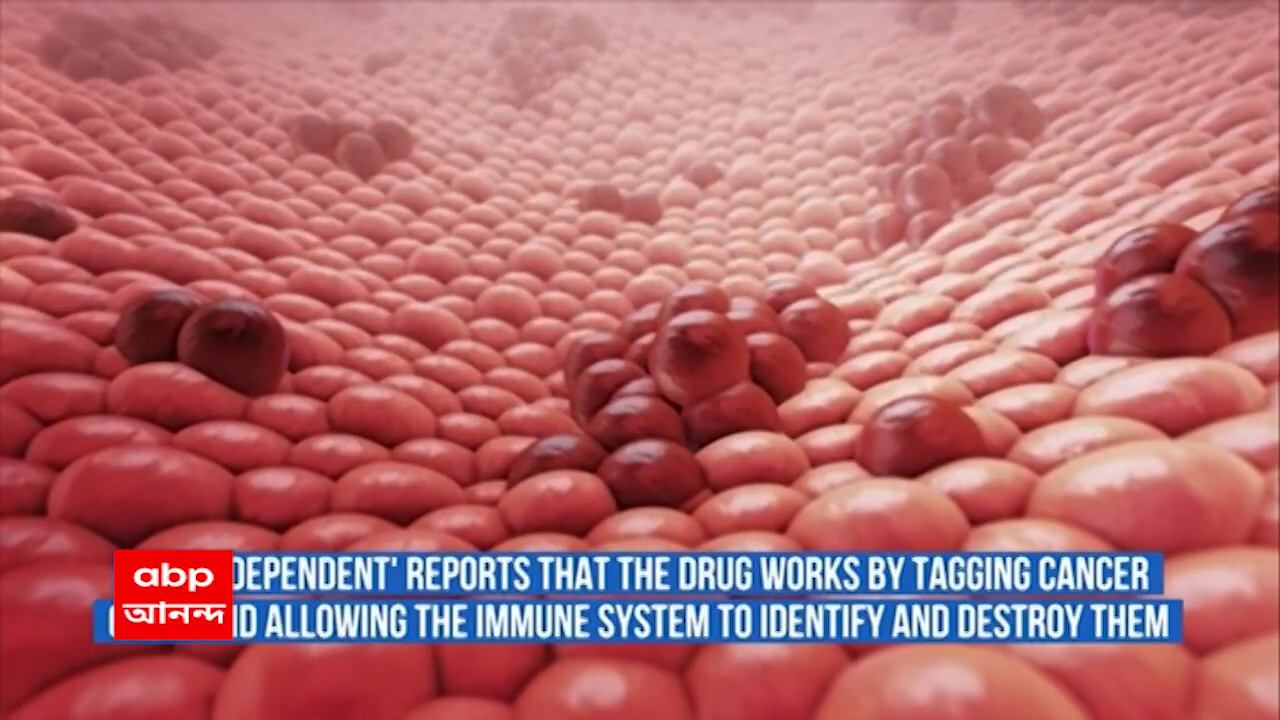 DEPENDENT' REPORTS THAT THE DRUG WORKS BY TAGGING CANCER
ALLOWING THE IMMUNE SYSTEM TO IDENTIFY AND DESTROY THEM
abp
আনন্দ